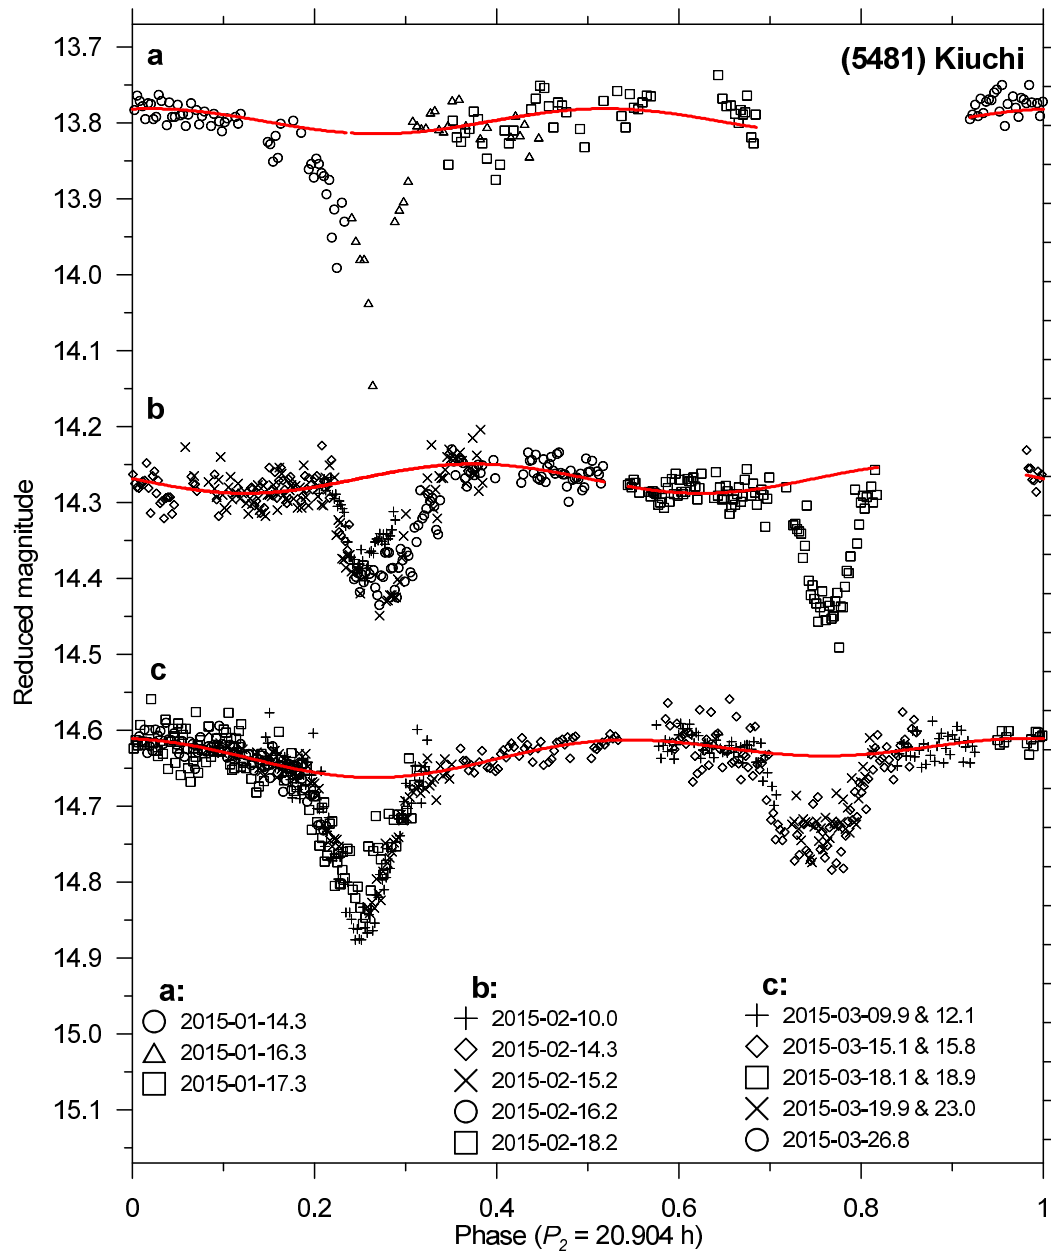 (5481) Kiuchi
a
b
c
13.7
13.8
13.9
14.0
14.1
14.2
14.3
14.4
14.5
14.6
14.7
14.8
14.9
15.0
15.1
Reduced magnitude
a:
2015-01-14.3
2015-01-16.3
2015-01-17.3
b:
2015-02-10.0
2015-02-14.3
2015-02-15.2
2015-02-16.2
2015-02-18.2
c:
2015-03-09.9 & 12.1
2015-03-15.1 & 15.8
2015-03-18.1 & 18.9
2015-03-19.9 & 23.0
2015-03-26.8
0 0.2 0.4 0.6 0.8 1
Phase (P2 = 20.904 h)